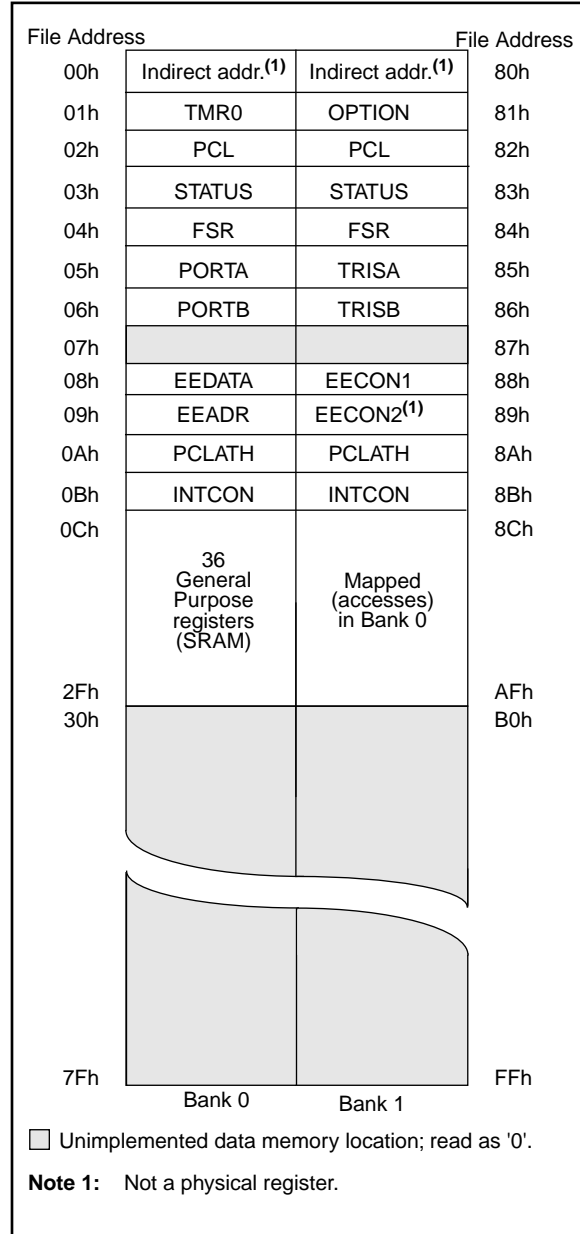 File Address File Address
00h Indirect addr.(1) Indirect addr.(1) 80h
01h TMR0 OPTION 81h
02h PCL PCL 82h
03h STATUS STATUS 83h
04h FSR FSR 84h
05h PORTA TRISA 85h
06h PORTB TRISB 86h
07h 87h
08h EEDATA EECON1 88h
09h EEADR EECON2(1) 89h
0Ah PCLATH PCLATH 8Ah
0Bh INTCON INTCON 8Bh
0Ch 8Ch
36
General
Purpose
registers
(SRAM)
Mapped
(accesses)
in Bank 0
2Fh AFh
30h B0h
7Fh FFh
Bank 0 Bank 1
Unimplemented data memory location; read as '0'.
Note 1: Not a physical register.